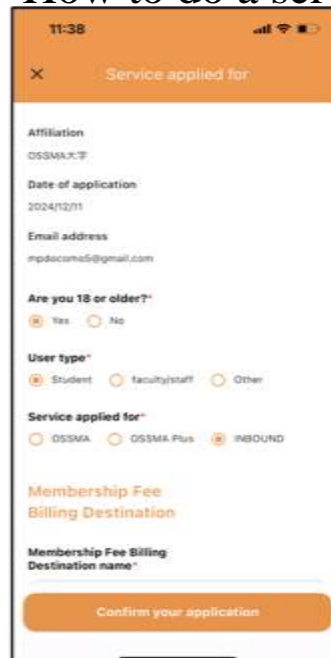 How to do a ser
11:38
Service applied for
Affiliation
OSSMA大字
Date of application
2024/12/11
Email address
mpdocomo5@gmail.com
Are you 18 or older?*
Yes No
User type*
Student faculty/staff Other
Service applied for*
OSSMA OSSMA Plus INBOUND
Membership Fee
Billing Destination
Membership Fee Billing
Destination name*
Confirm your application